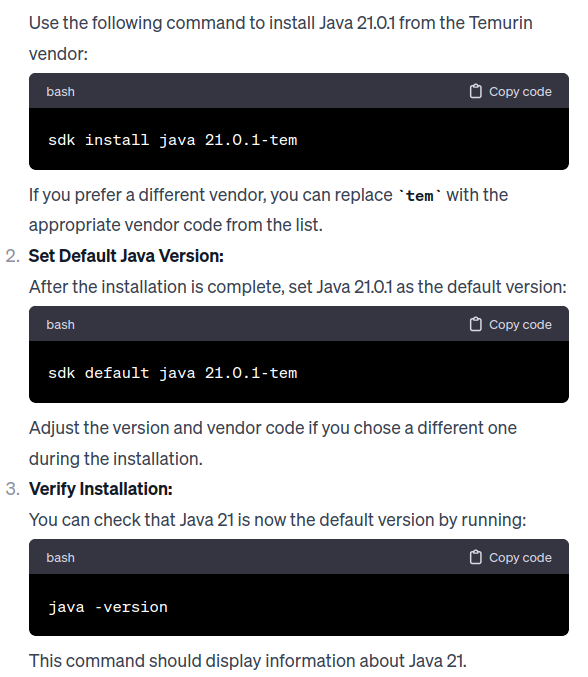 Use the following command to install Java 21.0.1 from the Temurin
vendor:
bash Copy code
sdk install java 21.0.1-tem
If you prefer a different vendor, you can replace `tem` with the
appropriate vendor code from the list.
2. Set Default Java Version:
After the installation is complete, set Java 21.0.1 as the default version:
bash Copy code
sdk default java 21.0.1-tem
Adjust the version and vendor code if you chose a different one
during the installation.
3. Verify Installation:
You can check that Java 21 is now the default version by running:
bash Copy code
java -version
This command should display information about Java 21.